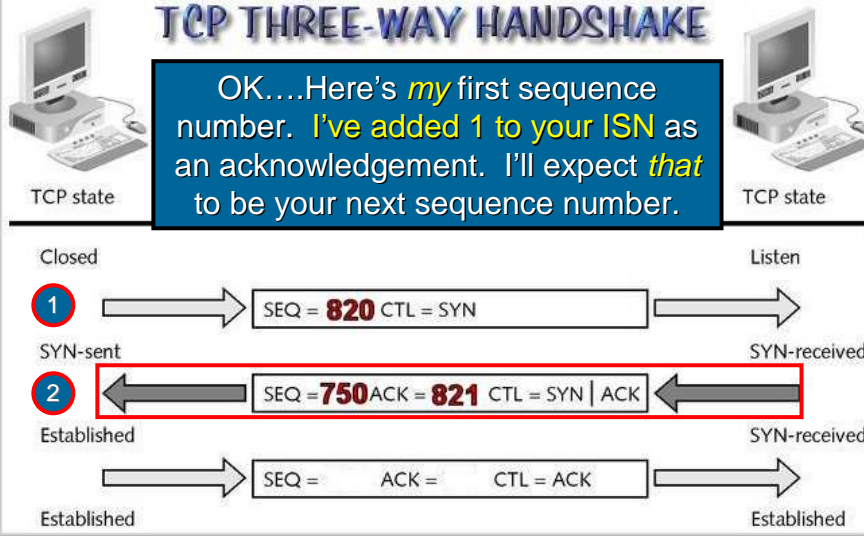 TCP THREE-WAY HANDSHAKE
OK....Here's my first sequence
number. I've added 1 to your ISN as
an acknowledgement. I'll expect that
to be your next sequence number.
TCP state
TCP state
Closed
Listen
1
SEQ = 820 CTL = SYN
SYN-sent
SYN-received
2
SEQ =750ACK = 821 CTL = SYN | ACK
Established
SYN-received
SEQ = ACK = CTL = ACK
Established
Established